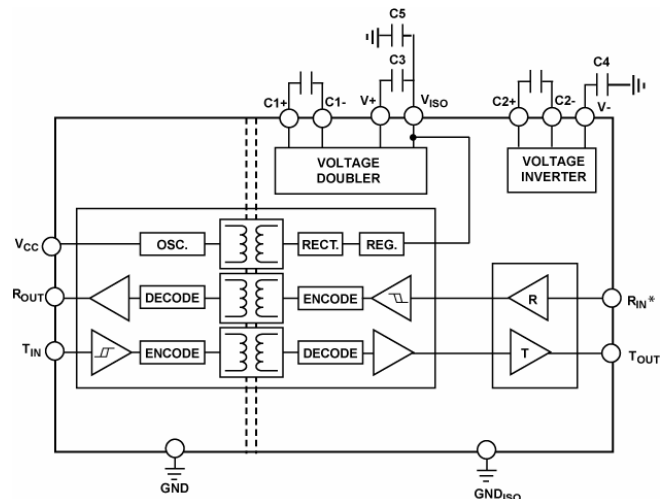 C5
C3
C4
C1+ C1- V+ VISO C2+ C2- V-
VOLTAGE
DOUBLER
VOLTAGE
INVERTER
VCC OSC. RECT. REG.
ROUT DECODE ENCODE R RIN*
TIN ENCODE DECODE T TOUT
GND GNDISO